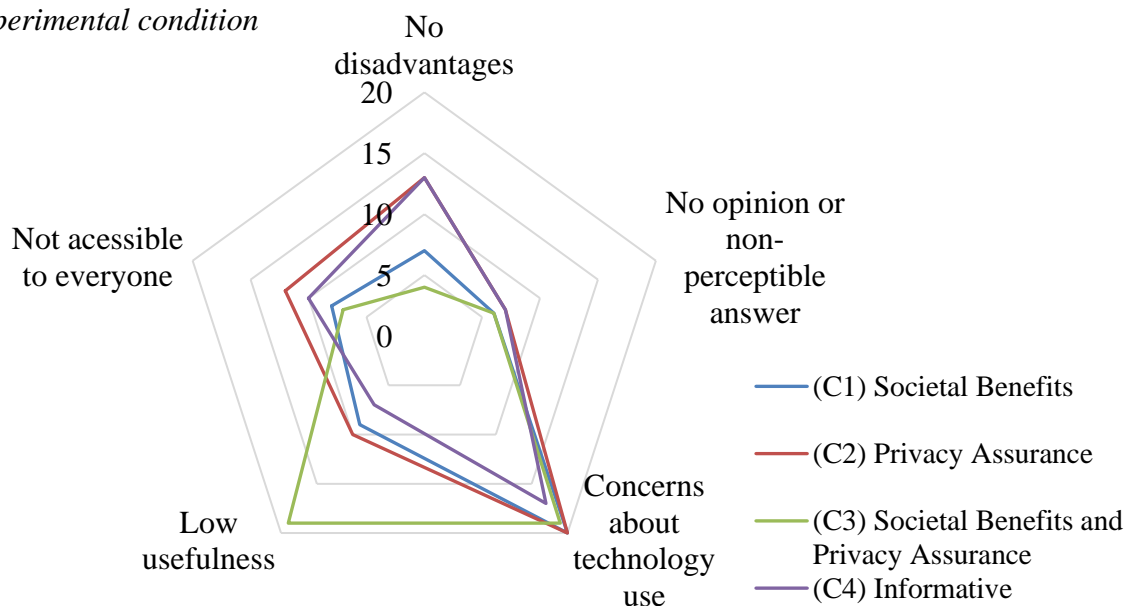 perimental condition
No
disadvantages
20
15
10
5
0
No opinion or
non-
perceptible
answer
Not acessible
to everyone
Low
usefulness
Concerns
about
technology
use
(C1) Societal Benefits
(C2) Privacy Assurance
(C3) Societal Benefits and
Privacy Assurance
(C4) Informative